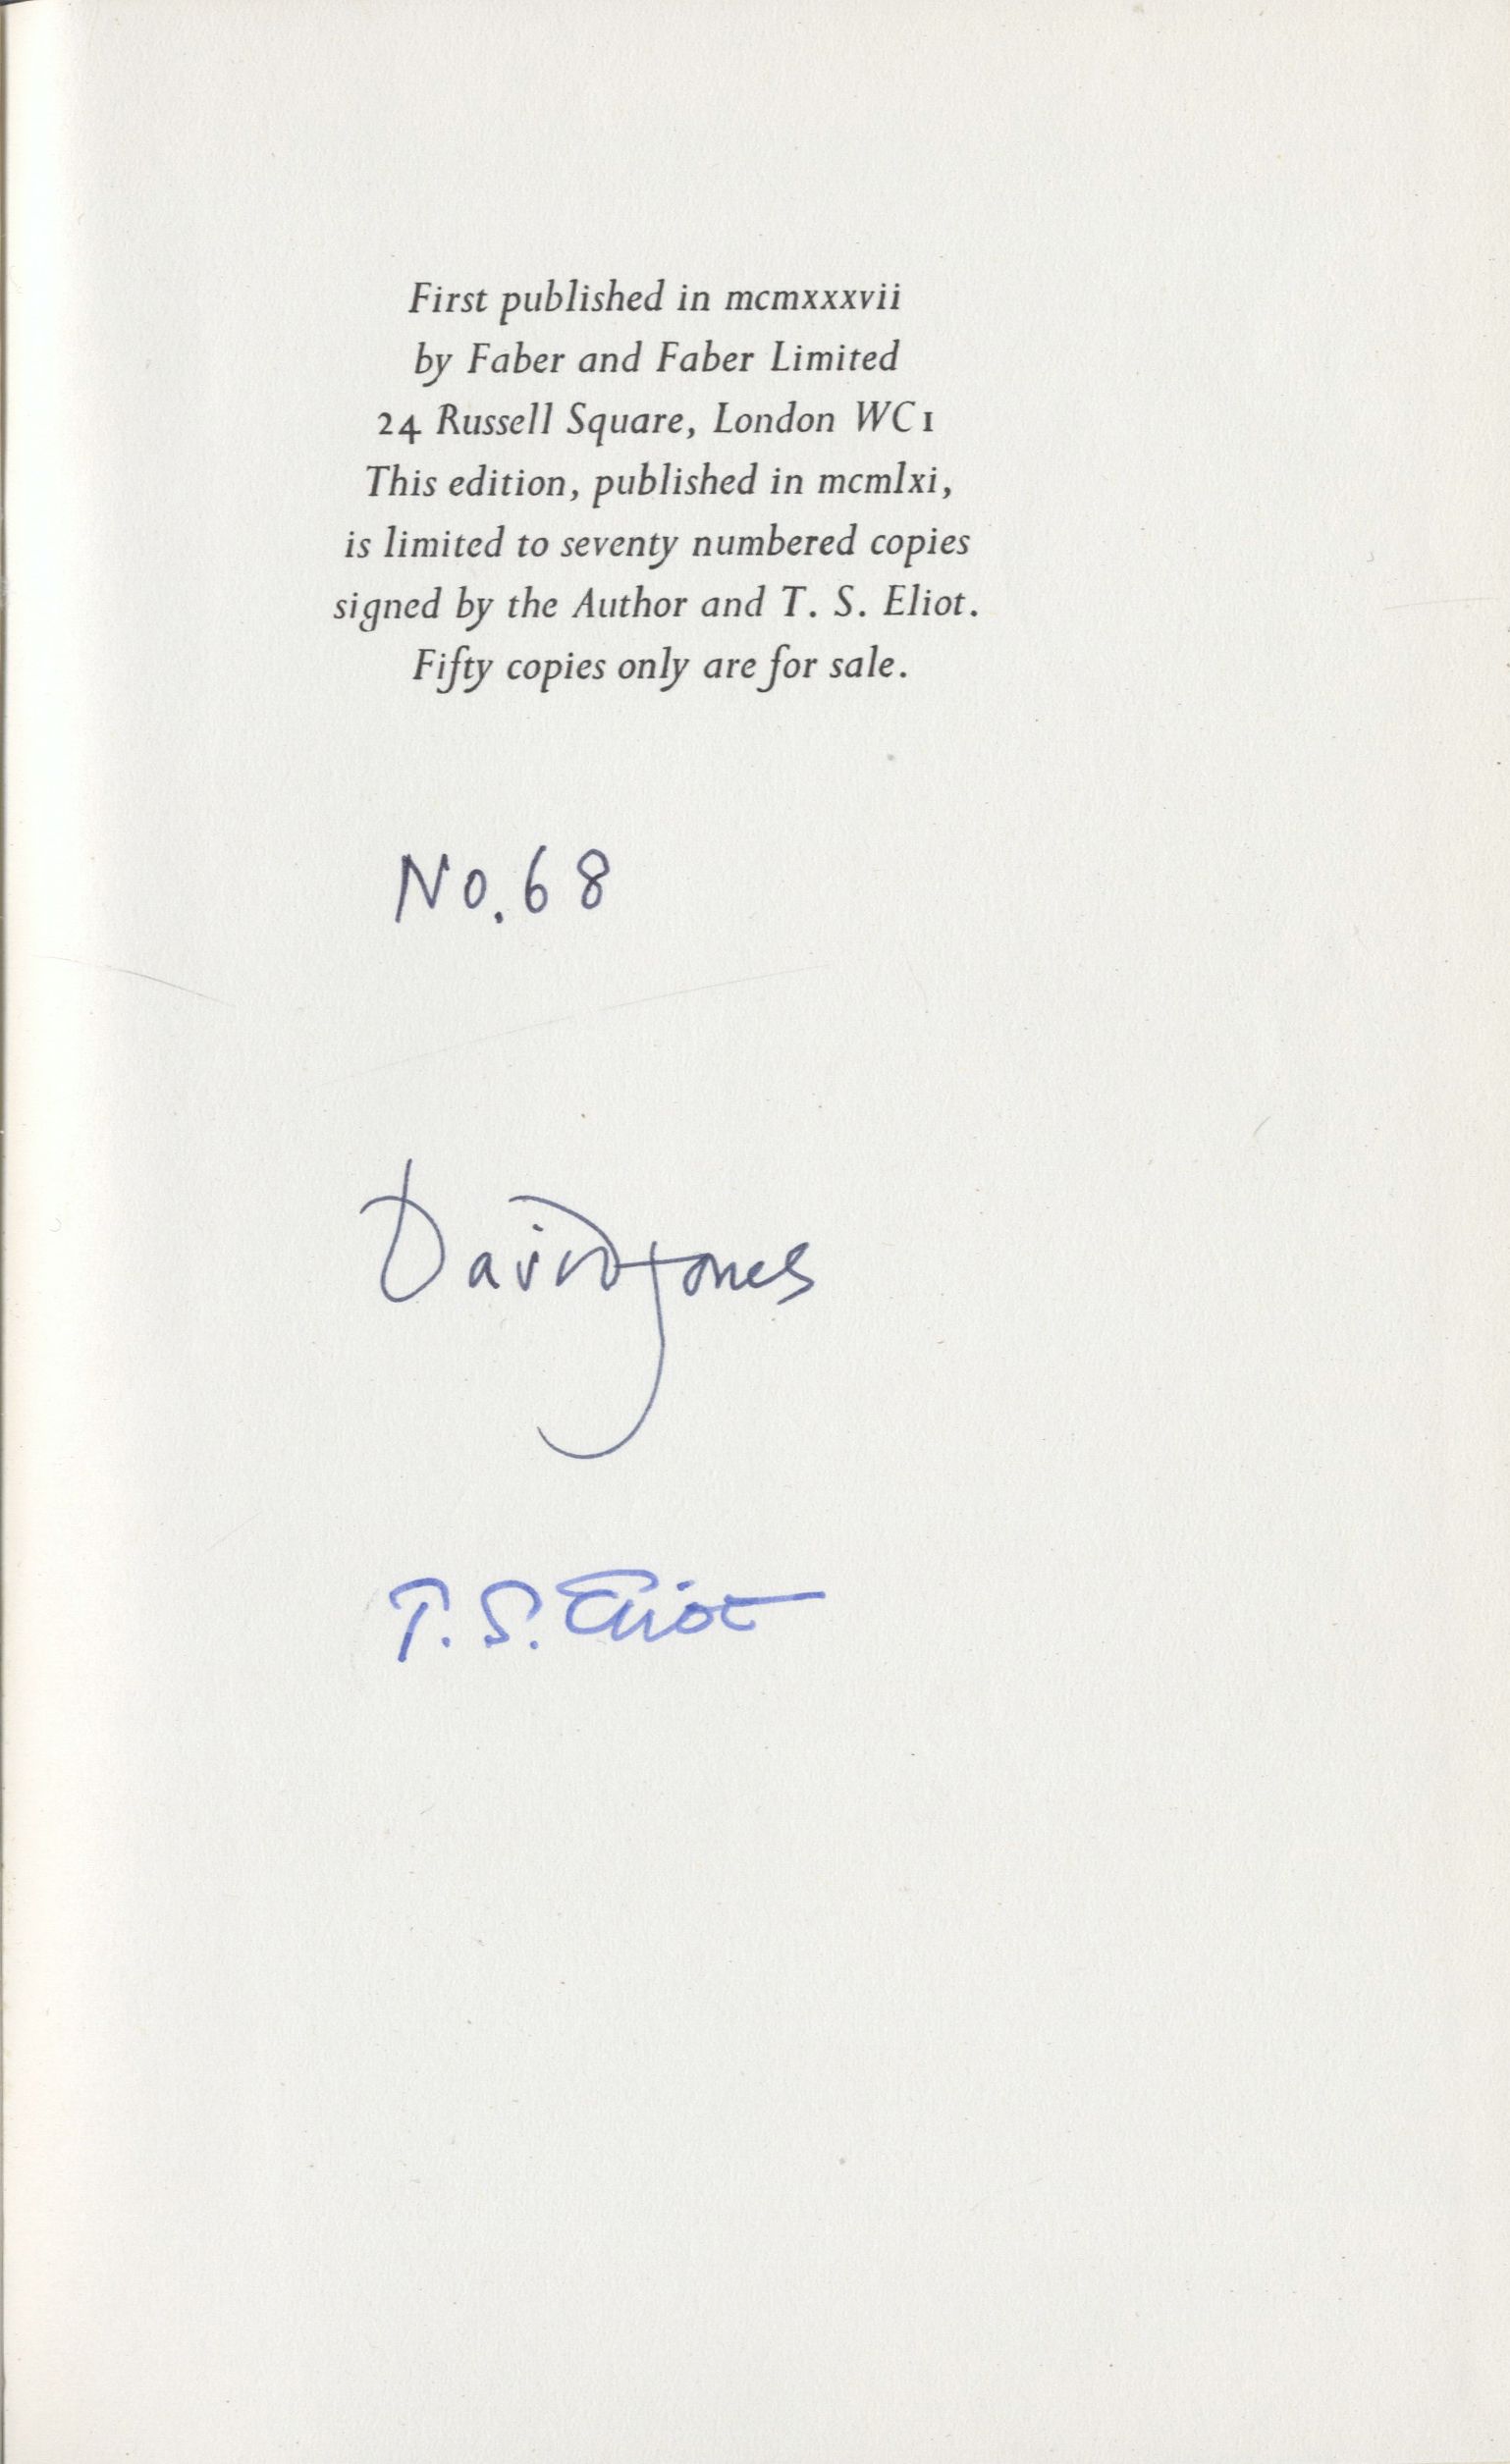 First published in mcmxxxvii
by Faber and Faber Limited
24 Russell Square, London WC1
This edition, published in mcmlxi,
is limited to seventy numbered copies
signed by the Author and T. S. Eliot.
Fifty copies only are for sale.
No. 68
David Jones
T. S. Eliot